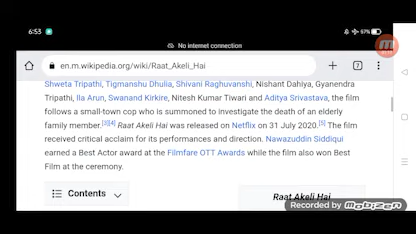 6:53
67%
No internet connection
en.m.wikipedia.org/wiki/Raat_Akeli_Hai
7
Shweta Tripathi, Tigmanshu Dhulia, Shivani Raghuvanshi, Nishant Dahiya, Gyanendra
Tripathi, Ila Arun, Swanand Kirkire, Nitesh Kumar Tiwari and Aditya Srivastava, the film
follows a small-town cop who is summoned to investigate the death of an elderly
family member.[3][4] Raat Akeli Hai was released on Netflix on 31 July 2020.[5] The film
received critical acclaim for its performances and direction. Nawazuddin Siddiqui
earned a Best Actor award at the Filmfare OTT Awards while the film also won Best
Film at the ceremony.
Contents
Raat Akeli Hai
Recorded by Mobizen